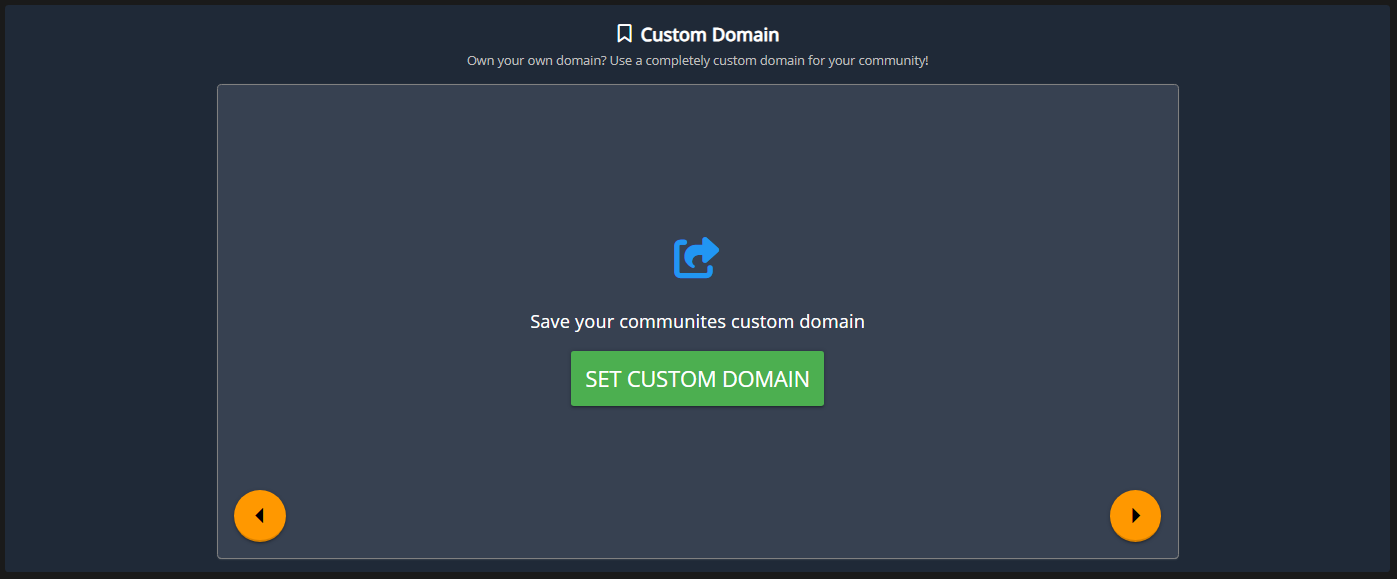 Custom Domain
Own your own domain? Use a completely custom domain for your community!
Save your communites custom domain
SET CUSTOM DOMAIN